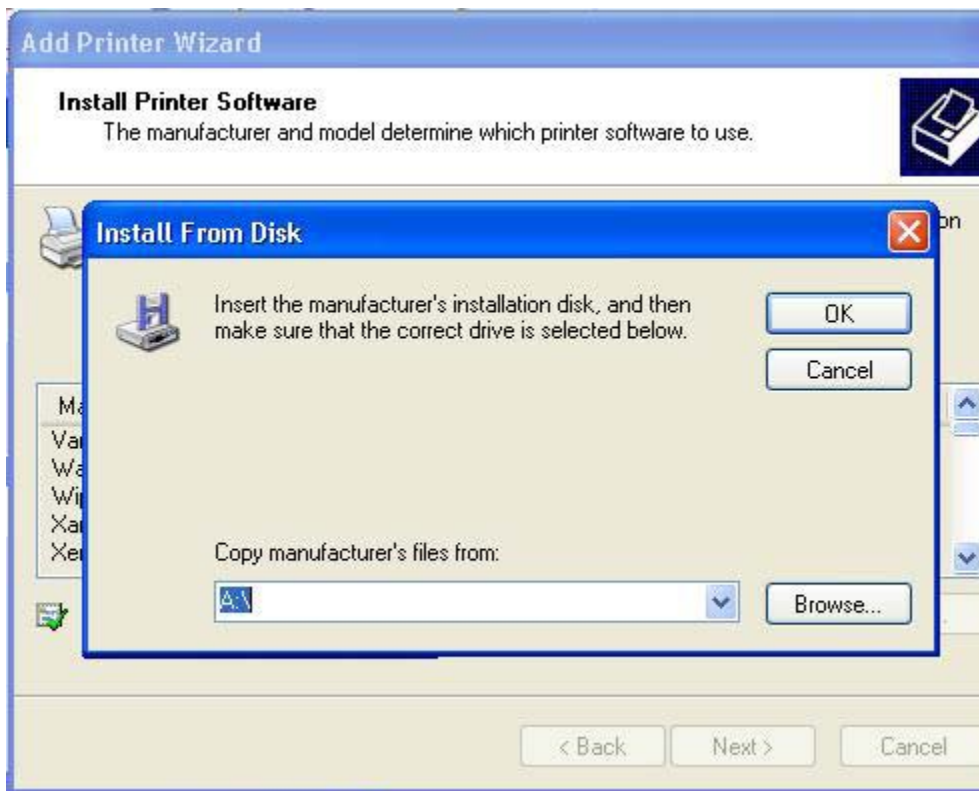 Add Printer Wizard
Install Printer Software
The manufacturer and model determine which printer software to use.
Install From Disk
Insert the manufacturer's installation disk, and then
make sure that the correct drive is selected below.
OK
Cancel
Copy manufacturer's files from:
A:\
Browse...
< Back
Next >
Cancel